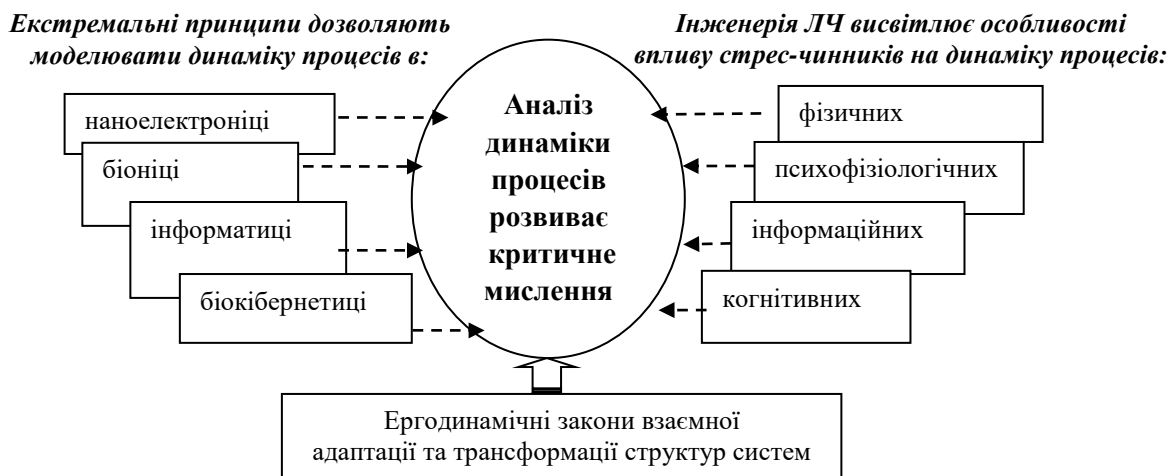 Екстремальні принципи дозволяють
моделювати динаміку процесів в:
Інженерія ЛЧ висвітлює особливості
впливу стрес-чинників на динаміку процесів:
наноелектроніці
біоніці
інформатиці
біокібернетиці
Аналіз
динаміки
процесів
розвиває
критичне
мислення
фізичних
психофізіологічних
інформаційних
когнітивних
Ергодинамічні закони взаємної
адаптації та трансформації структур систем